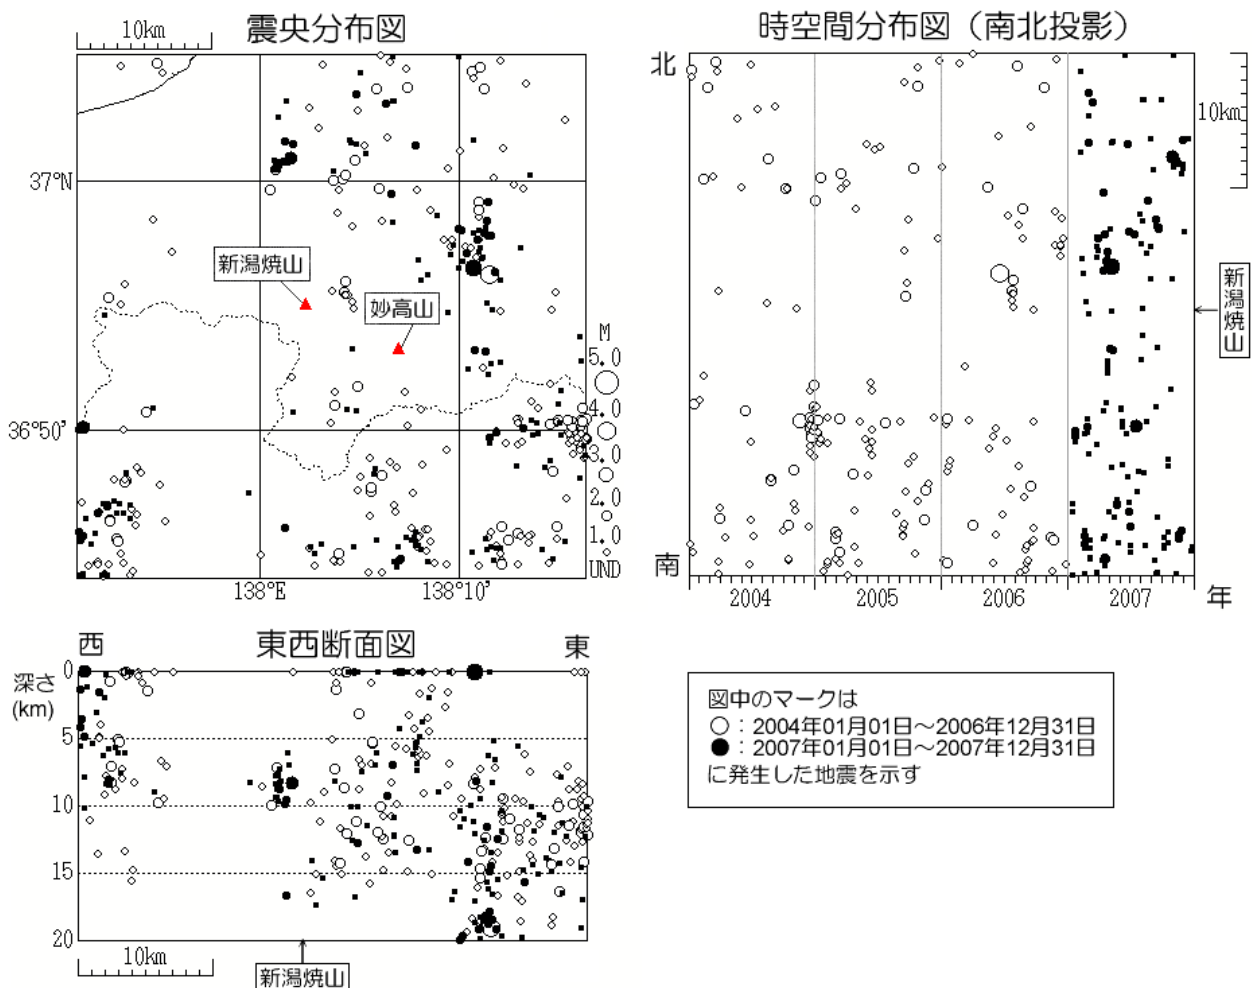 震央分布図
10km
37°N
36°50′
138°E
138°10′
新潟焼山
妙高山
M
5.0
4.0
3.0
2.0
1.0
UND
時空間分布図（南北投影）
北
南
10km
新潟焼山
2004
2005
2006
2007
年
東西断面図
西
東
深さ
(km)
0
5
10
15
20
10km
新潟焼山
図中のマークは
○：2004年01月01日～2006年12月31日
●：2007年01月01日～2007年12月31日
に発生した地震を示す